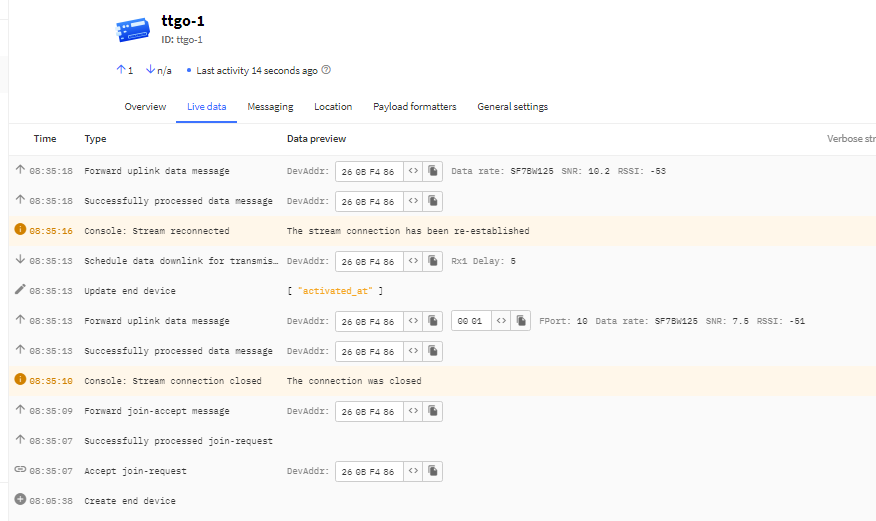 ttgo-1
ID: ttgo-1
1 n/a Last activity 14 seconds ago
Overview Live data Messaging Location Payload formatters General settings
Time Type Data preview Verbose str
08:35:18 Forward uplink data message DevAddr: 26 0B F4 86 <> Data rate: SF7BW125 SNR: 10.2 RSSI: -53
08:35:18 Successfully processed data message DevAddr: 26 0B F4 86 <>
08:35:16 Console: Stream reconnected The stream connection has been re-established
08:35:13 Schedule data downlink for transmis… DevAddr: 26 0B F4 86 <> Rx1 Delay: 5
08:35:13 Update end device [ "activated_at" ]
08:35:13 Forward uplink data message DevAddr: 26 0B F4 86 <> 00 01 <> FPort: 10 Data rate: SF7BW125 SNR: 7.5 RSSI: -51
08:35:13 Successfully processed data message DevAddr: 26 0B F4 86 <>
08:35:10 Console: Stream connection closed The connection was closed
08:35:09 Forward join-accept message DevAddr: 26 0B F4 86 <>
08:35:07 Successfully processed join-request
08:35:07 Accept join-request DevAddr: 26 0B F4 86 <>
08:05:38 Create end device